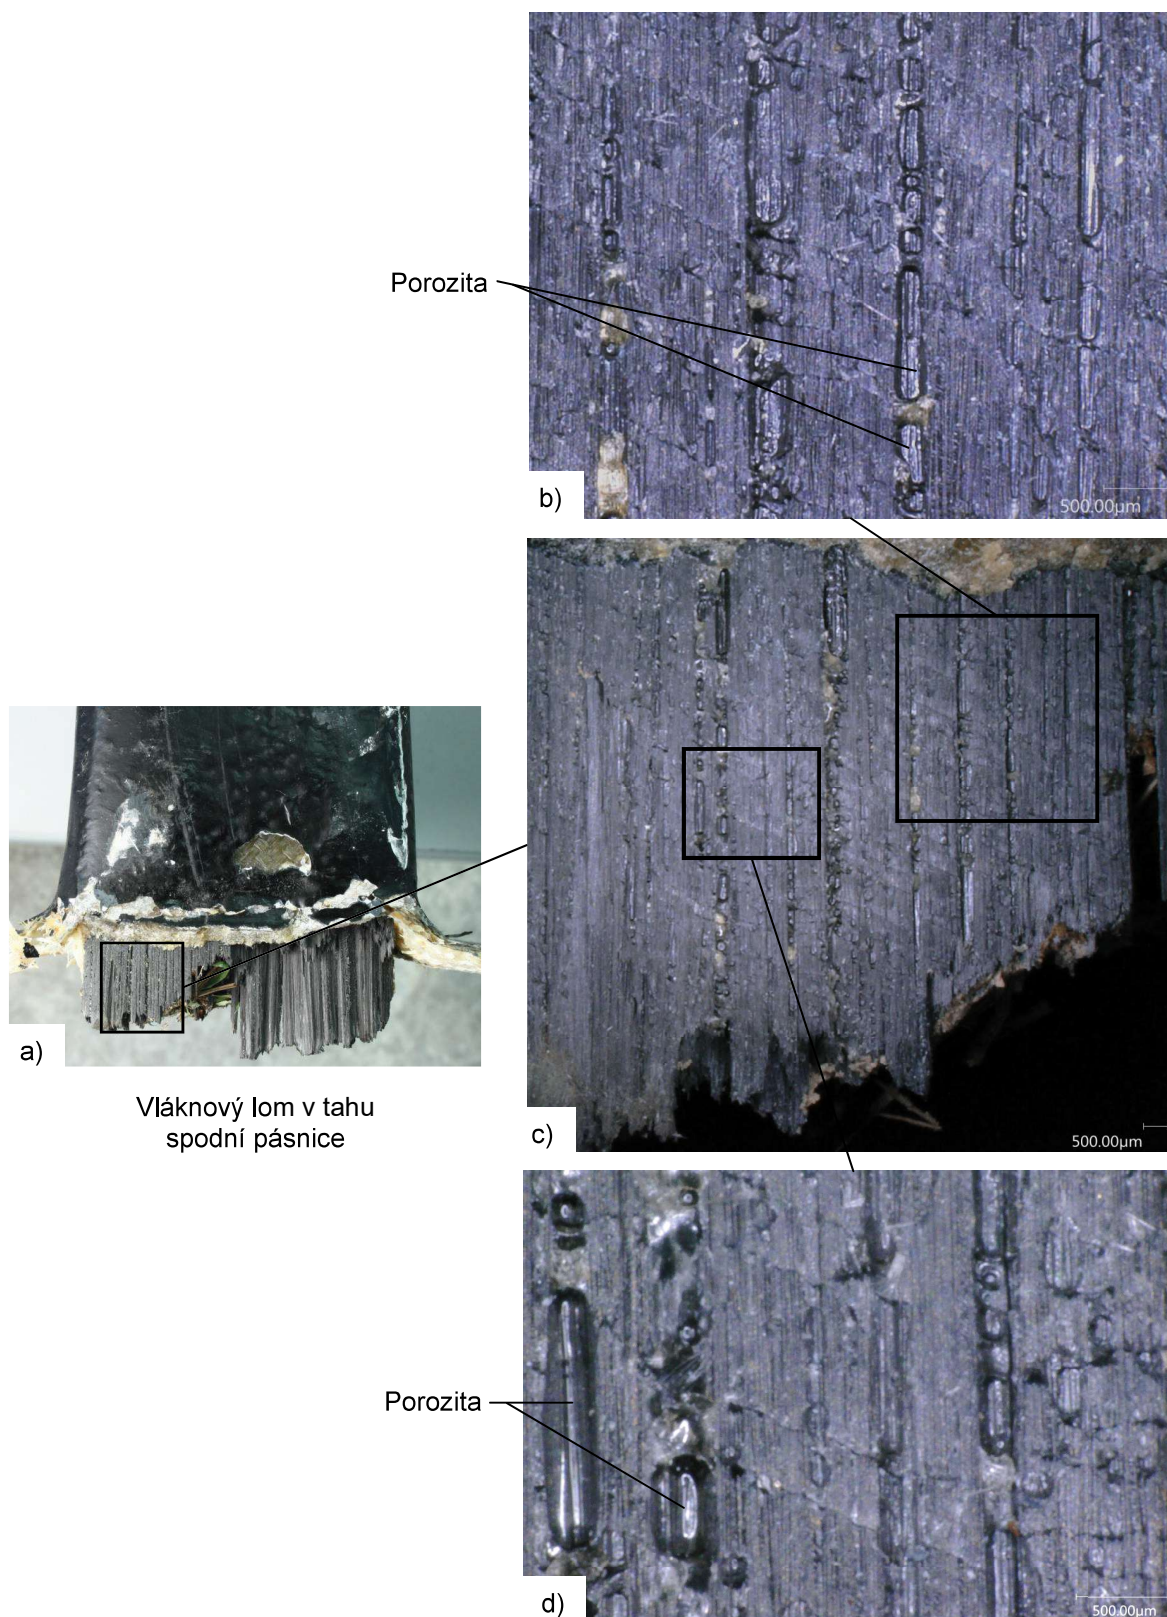 Porozita
b)
500.00µm
a)
Vláknový lom v tahu
spodní pásnice
c)
500.00µm
Porozita
d)
500.00µm